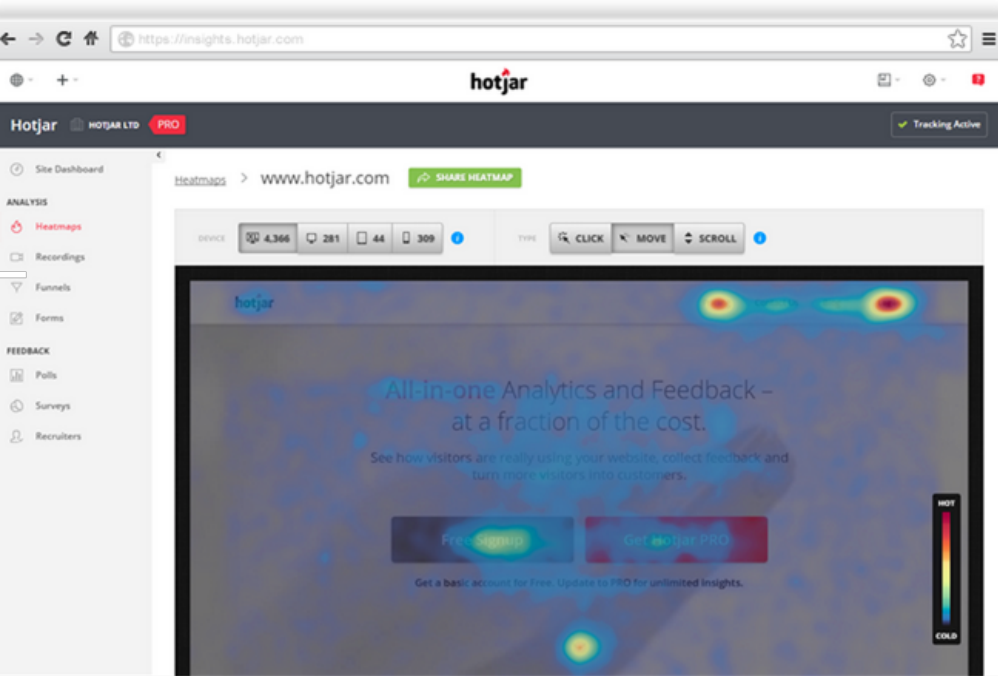 https://insights.hotjar.com
hotjar
Hotjar HOTJAR LTD PRO Tracking Active
Site Dashboard
Heatmaps > www.hotjar.com SHARE HEATMAP
ANALYSIS
Heatmaps
DEVICE 4,366 281 44 309 TYPE CLICK MOVE SCROLL
Recordings
Funnels
Forms
FEEDBACK
Polls
Surveys
Recruiters
hotjar
All-in-one Analytics and Feedback –
at a fraction of the cost.
See how visitors are really using your website, collect feedback and
turn more visitors into customers.
Free Signup Get Hotjar PRO
Get a basic account for Free. Update to PRO for unlimited insights.
HOT
COLD